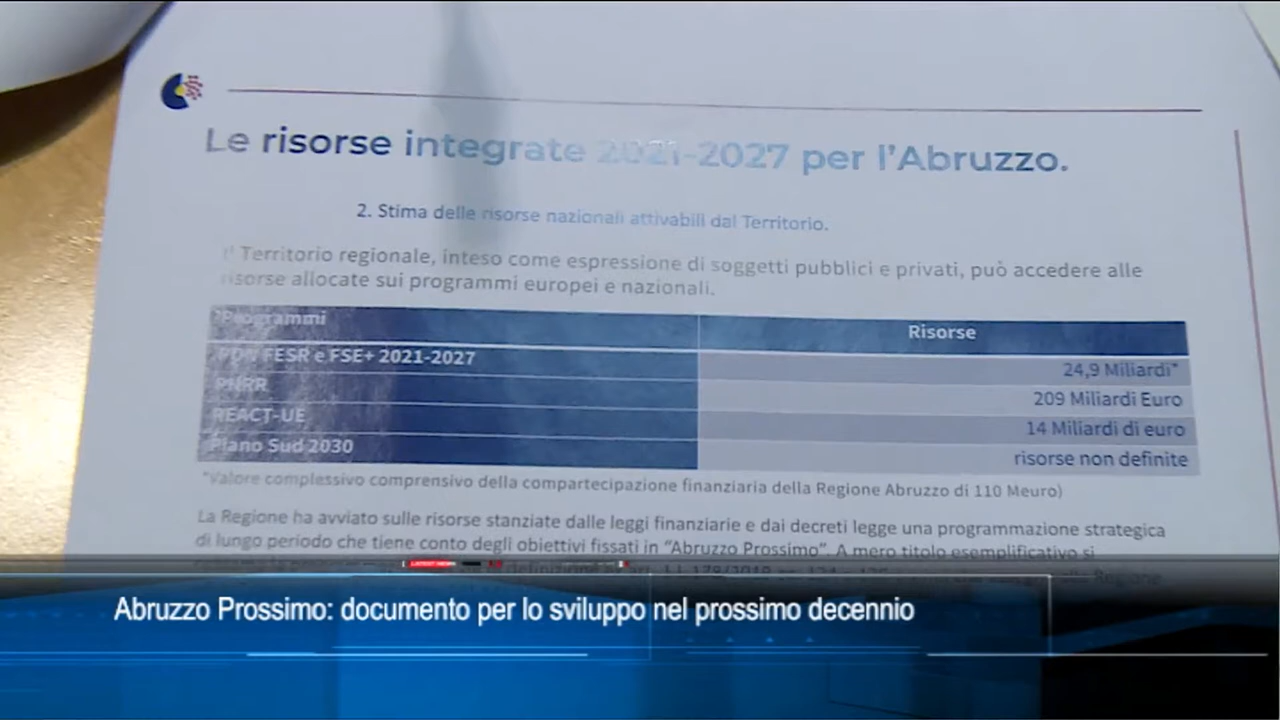 Le risorse integrate 2021-2027 per l'Abruzzo.
2. Stima delle risorse nazionali attivabili dal Territorio.
Territorio regionale, inteso come espressione di soggetti pubblici e privati, può accedere alle
risorse allocate sui programmi europei e nazionali.
Programmi Risorse
PON FESR e FSE+ 2021-2027 24,9 Miliardi*
PNRR 209 Miliardi Euro
REACT-UE 14 Miliardi di euro
Piano Sud 2030 risorse non definite
*Valore complessivo comprensivo della compartecipazione finanziaria della Regione Abruzzo di 110 Meuro)
La Regione ha avviato sulle risorse stanziate dalle leggi finanziarie e dai decreti legge una programmazione strategica
di lungo periodo che tiene conto degli obiettivi fissati in "Abruzzo Prossimo". A mero titolo esemplificativo si
LATEST NEWS
Abruzzo Prossimo: documento per lo sviluppo nel prossimo decennio